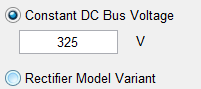 Constant DC Bus Voltage
325 V
Rectifier Model Variant